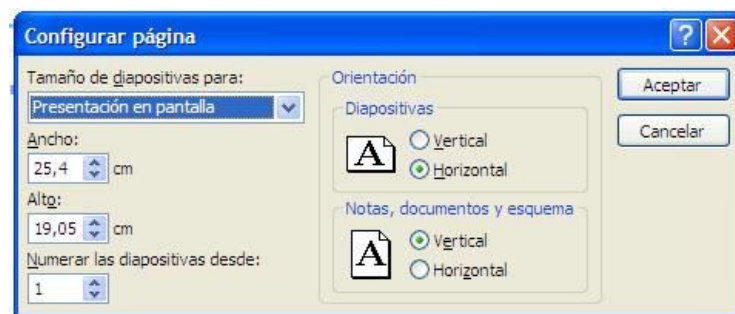 Configurar página
Tamaño de diapositivas para:
Presentación en pantalla
Ancho:
25,4 cm
Alto:
19,05 cm
Numerar las diapositivas desde:
1
Orientación
Diapositivas
A
Vertical
Horizontal
Notas, documentos y esquema
A
Vertical
Horizontal
Aceptar
Cancelar